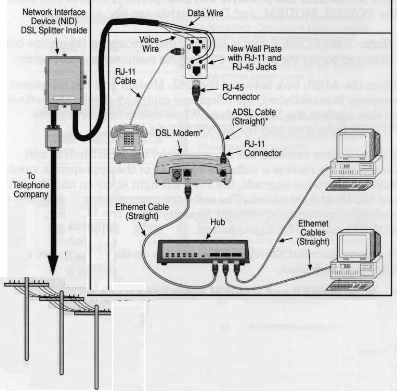 Network Interface
Device (NID)
DSL Splitter Inside
Data Wire
Voice
Wire
G
R
G
R
New Wall Plate
with RJ-11 and
RJ-45 Jacks
RJ-11
Cable
RJ-45
Connector
ADSL Cable
(Straight)*
DSL Modem*
RJ-11
Connector
To
Telephone
Company
Ethernet Cable
(Straight)
Hub
Ethernet
Cables
(Straight)